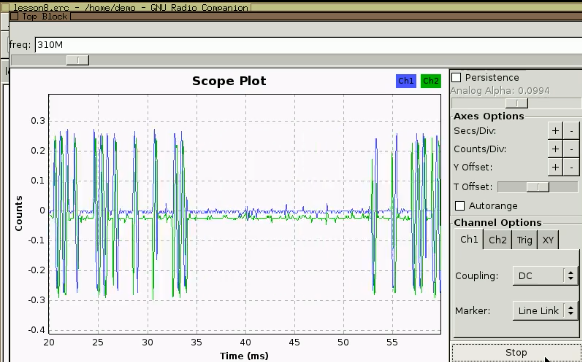 lesson8.grc - /home/demo - GNU Radio Companion
Top Block
freq: 310M
Scope Plot
Ch1 Ch2
Counts
0.3
0.2
0.1
0
-0.1
-0.2
-0.3
-0.4
20 25 30 35 40 45 50 55
Time (ms)
Persistence
Analog Alpha: 0.0994
Axes Options
Secs/Div: + -
Counts/Div: + -
Y Offset: + -
T Offset:
Autorange
Channel Options
Ch1 Ch2 Trig XY
Coupling: DC
Marker: Line Link
Stop